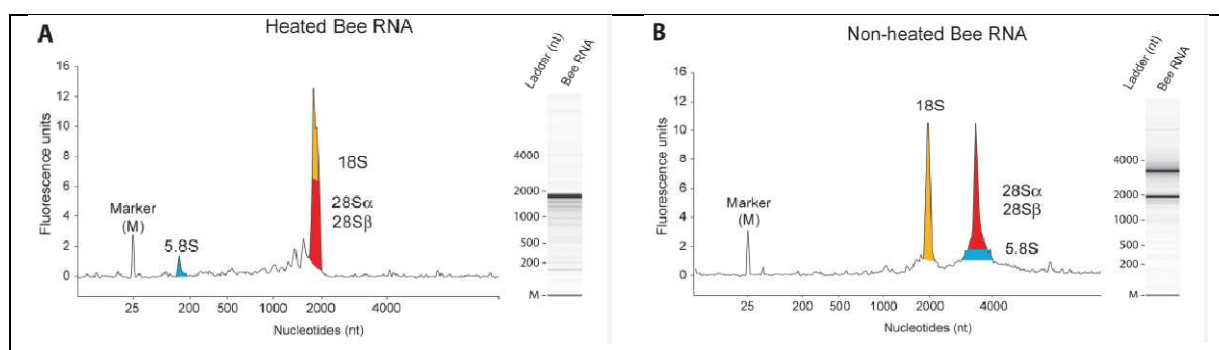 A
Heated Bee RNA
Ladder (nt)
Bee RNA
Fluorescence units
16
14
12
10
8
6
4
2
0
Marker
(M)
5.8S
18S
28Sα
28Sβ
25
200
500
1000
2000
4000
Nucleotides (nt)
4000
2000
1000
500
200
M
B
Non-heated Bee RNA
Ladder (nt)
Bee RNA
Fluorescence units
16
14
12
10
8
6
4
2
0
Marker
(M)
18S
28Sα
28Sβ
5.8S
25
200
500
1000
2000
4000
Nucleotides (nt)
4000
2000
1000
500
200
M